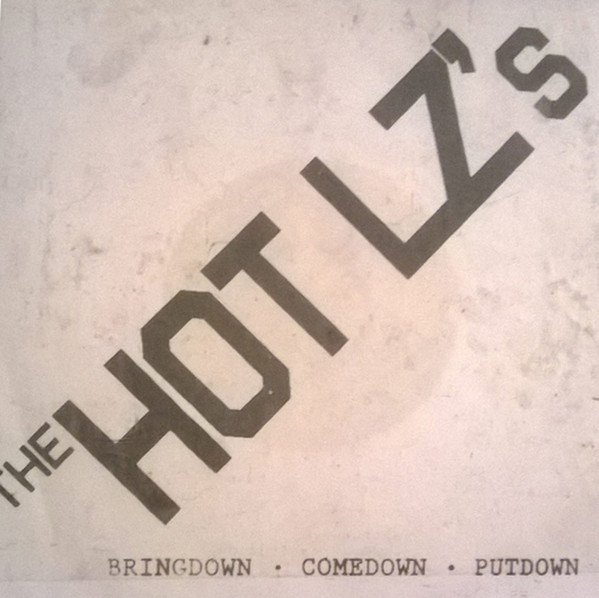 THE HOT LZ's
BRINGDOWN · COMEDOWN · PUTDOWN